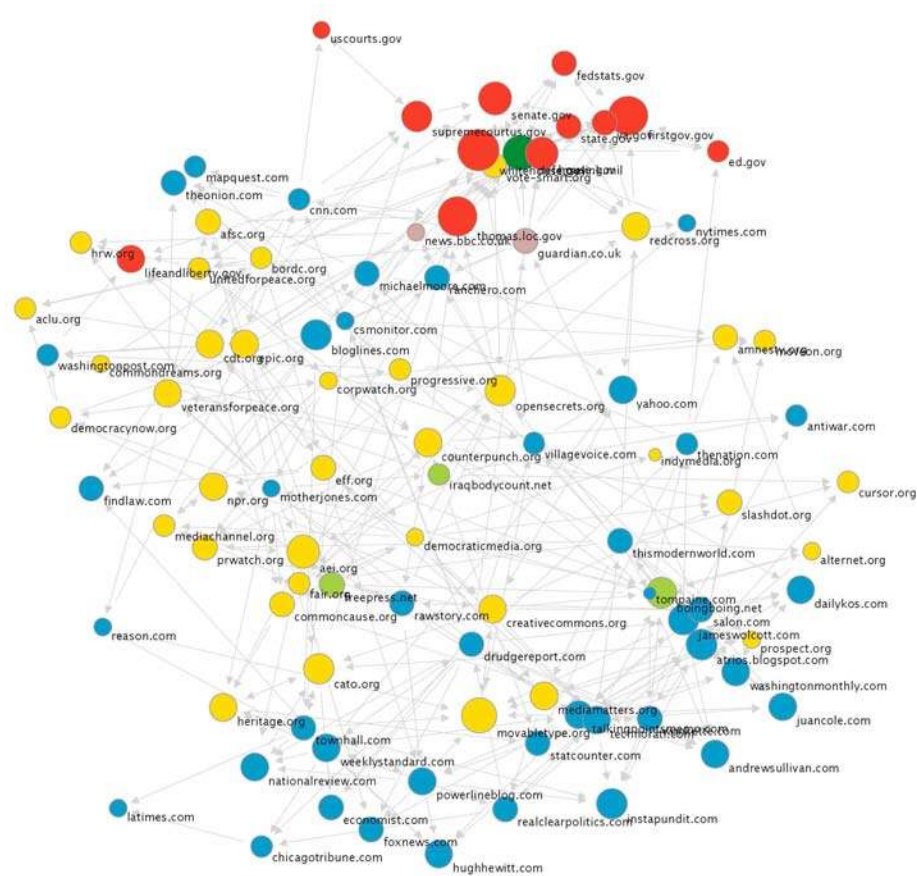 uscourts.gov
fedstats.gov
senate.gov
supremecourtus.gov
firstgov.gov
state.gov
ed.gov
vote-smart.org
mapquest.com
theonion.com
cnn.com
nytimes.com
afsc.org
thomas.loc.gov
news.bbc.co.uk
redcross.org
guardian.co.uk
hrw.org
bordc.org
lifeandliberty.gov
unitedforpeace.org
michaelmoore.com
ranchero.com
aclu.org
csmonitor.com
bloglines.com
amnesty.org
moveon.org
cdt.org
epic.org
washingtonpost.com
commondreams.org
progressive.org
corpwatch.org
veteransforpeace.org
opensecrets.org
yahoo.com
democracynow.org
antiwar.com
counterpunch.org
villagevoice.com
thenation.com
indymedia.org
eff.org
iraqbodycount.net
cursor.org
findlaw.com
npr.org
motherjones.com
slashdot.org
mediachannel.org
democraticmedia.org
thismodernworld.com
prwatch.org
aei.org
alternet.org
fair.org
freepress.net
tompaine.com
boingboing.net
dailykos.com
commoncause.org
rawstory.com
creativecommons.org
salon.com
reason.com
jameswolcott.com
prospect.org
drudgereport.com
atrios.blogspot.com
cato.org
washingtonmonthly.com
heritage.org
mediamatters.org
juancole.com
townhall.com
movabletype.org
talkingpointsmemo.com
weeklystandard.com
statcounter.com
andrewsullivan.com
nationalreview.com
powerlineblog.com
latimes.com
economist.com
realclearpolitics.com
instapundit.com
foxnews.com
chicagotribune.com
hughhewitt.com